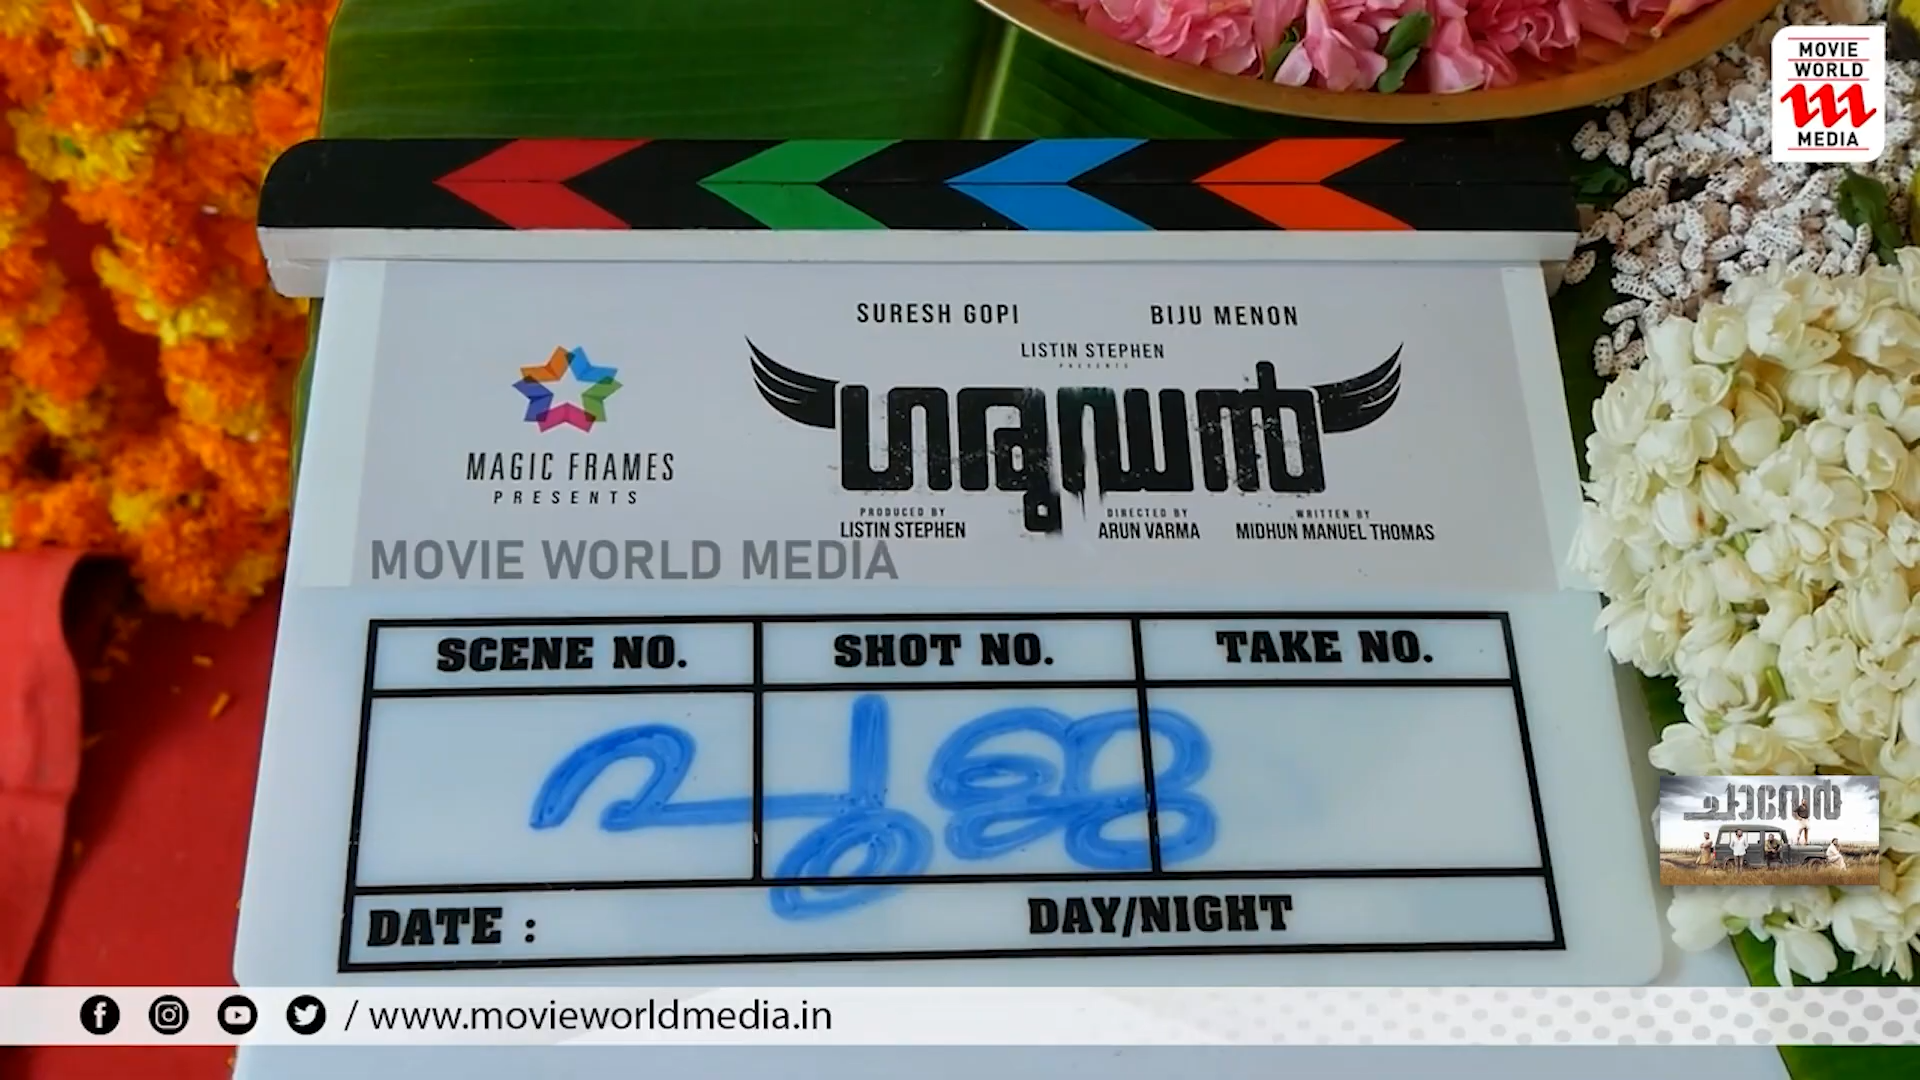 MOVIE
WORLD
MEDIA
SURESH GOPI BIJU MENON
LISTIN STEPHEN
PRESENTS
ഗരുഡൻ
MAGIC FRAMES
PRESENTS
PRODUCED BY DIRECTED BY WRITTEN BY
LISTIN STEPHEN ARUN VARMA MIDHUN MANUEL THOMAS
MOVIE WORLD MEDIA
SCENE NO. SHOT NO. TAKE NO.
പൂജ
ചാവേർ
DATE : DAY/NIGHT
/ www.movieworldmedia.in